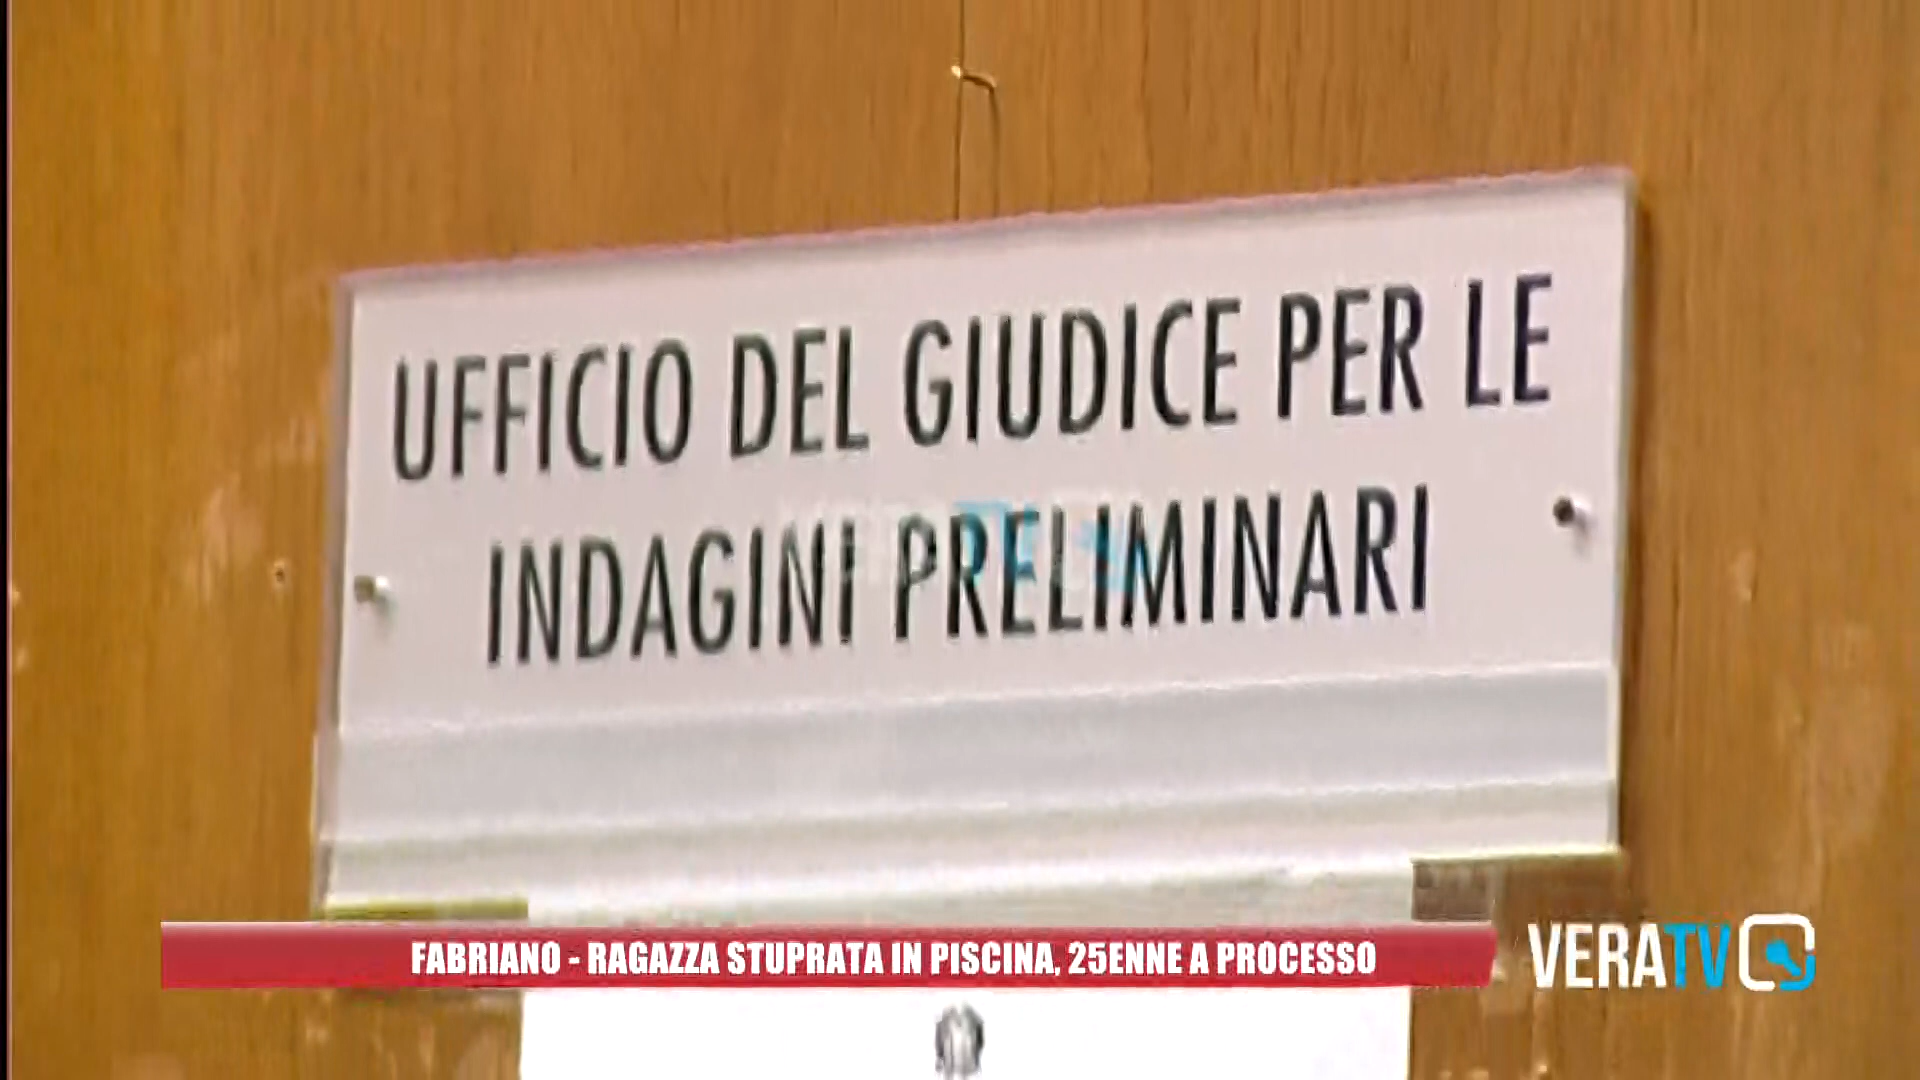 UFFICIO DEL GIUDICE PER LE
INDAGINI PRELIMINARI
FABRIANO - RAGAZZA STUPRATA IN PISCINA, 25ENNE A PROCESSO
VERATV